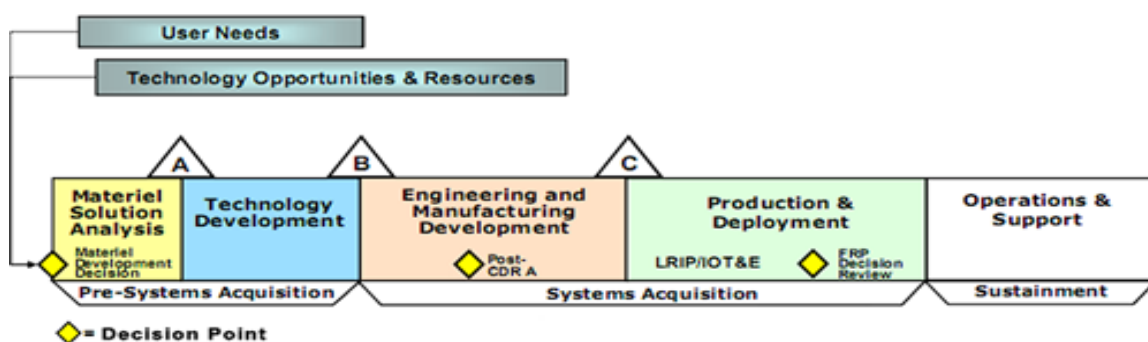 User Needs
Technology Opportunities & Resources
A
B
C
Materiel
Solution
Analysis
Materiel
Development
Decision
Technology
Development
Engineering and
Manufacturing
Development
Post-
CDR A
Production &
Deployment
LRIP/IOT&E
FRP
Decision
Review
Operations &
Support
Pre-Systems Acquisition
Systems Acquisition
Sustainment
= Decision Point